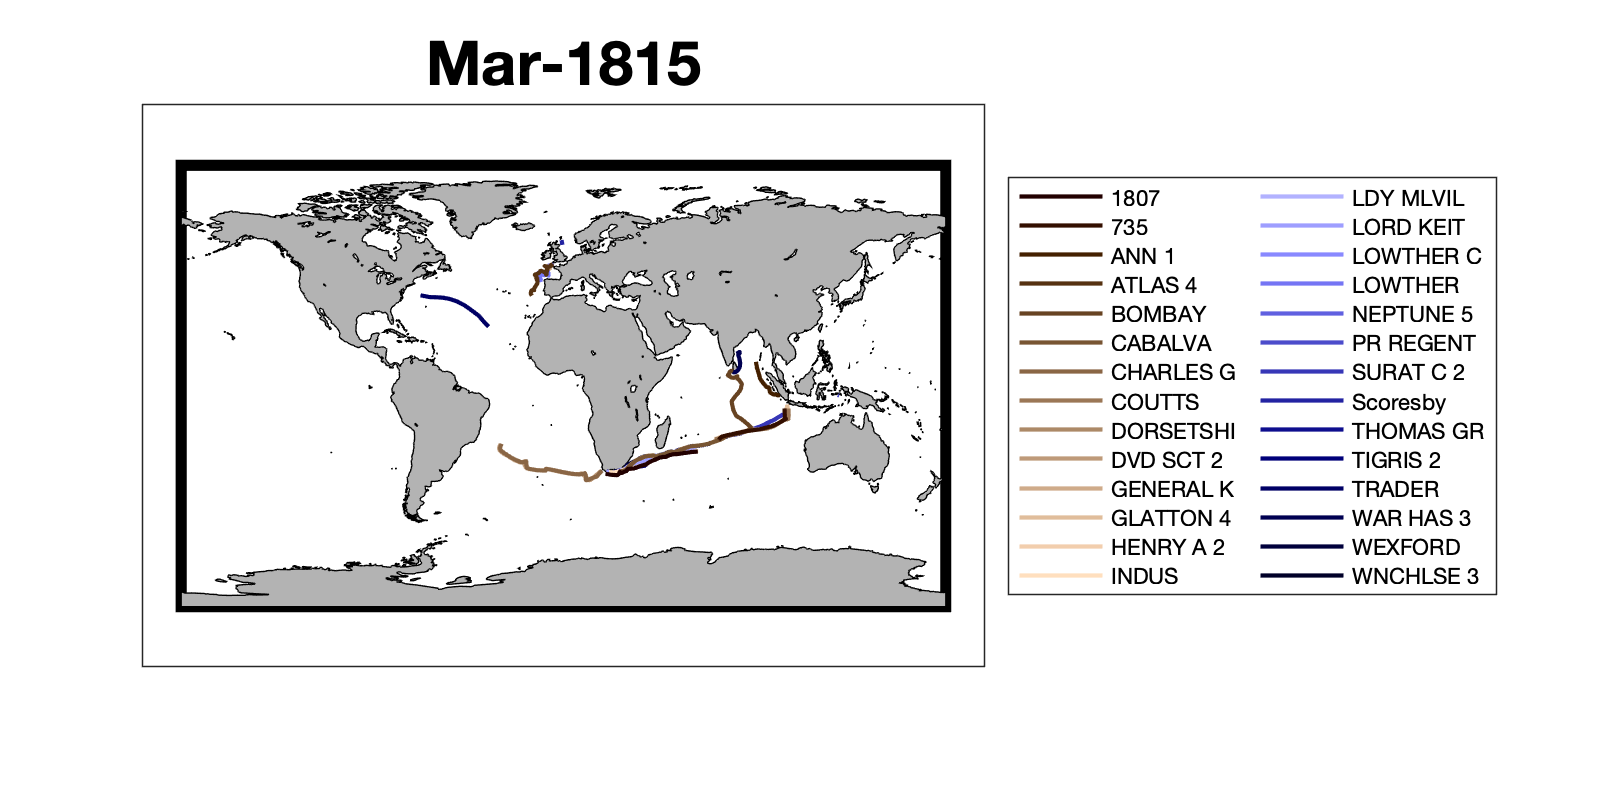 Mar-1815
1807
735
ANN 1
ATLAS 4
BOMBAY
CABALVA
CHARLES G
COUTTS
DORSETSHI
DVD SCT 2
GENERAL K
GLATTON 4
HENRY A 2
INDUS
LDY MLVIL
LORD KEIT
LOWTHER C
LOWTHER
NEPTUNE 5
PR REGENT
SURAT C 2
Scoresby
THOMAS GR
TIGRIS 2
TRADER
WAR HAS 3
WEXFORD
WNCHLSE 3